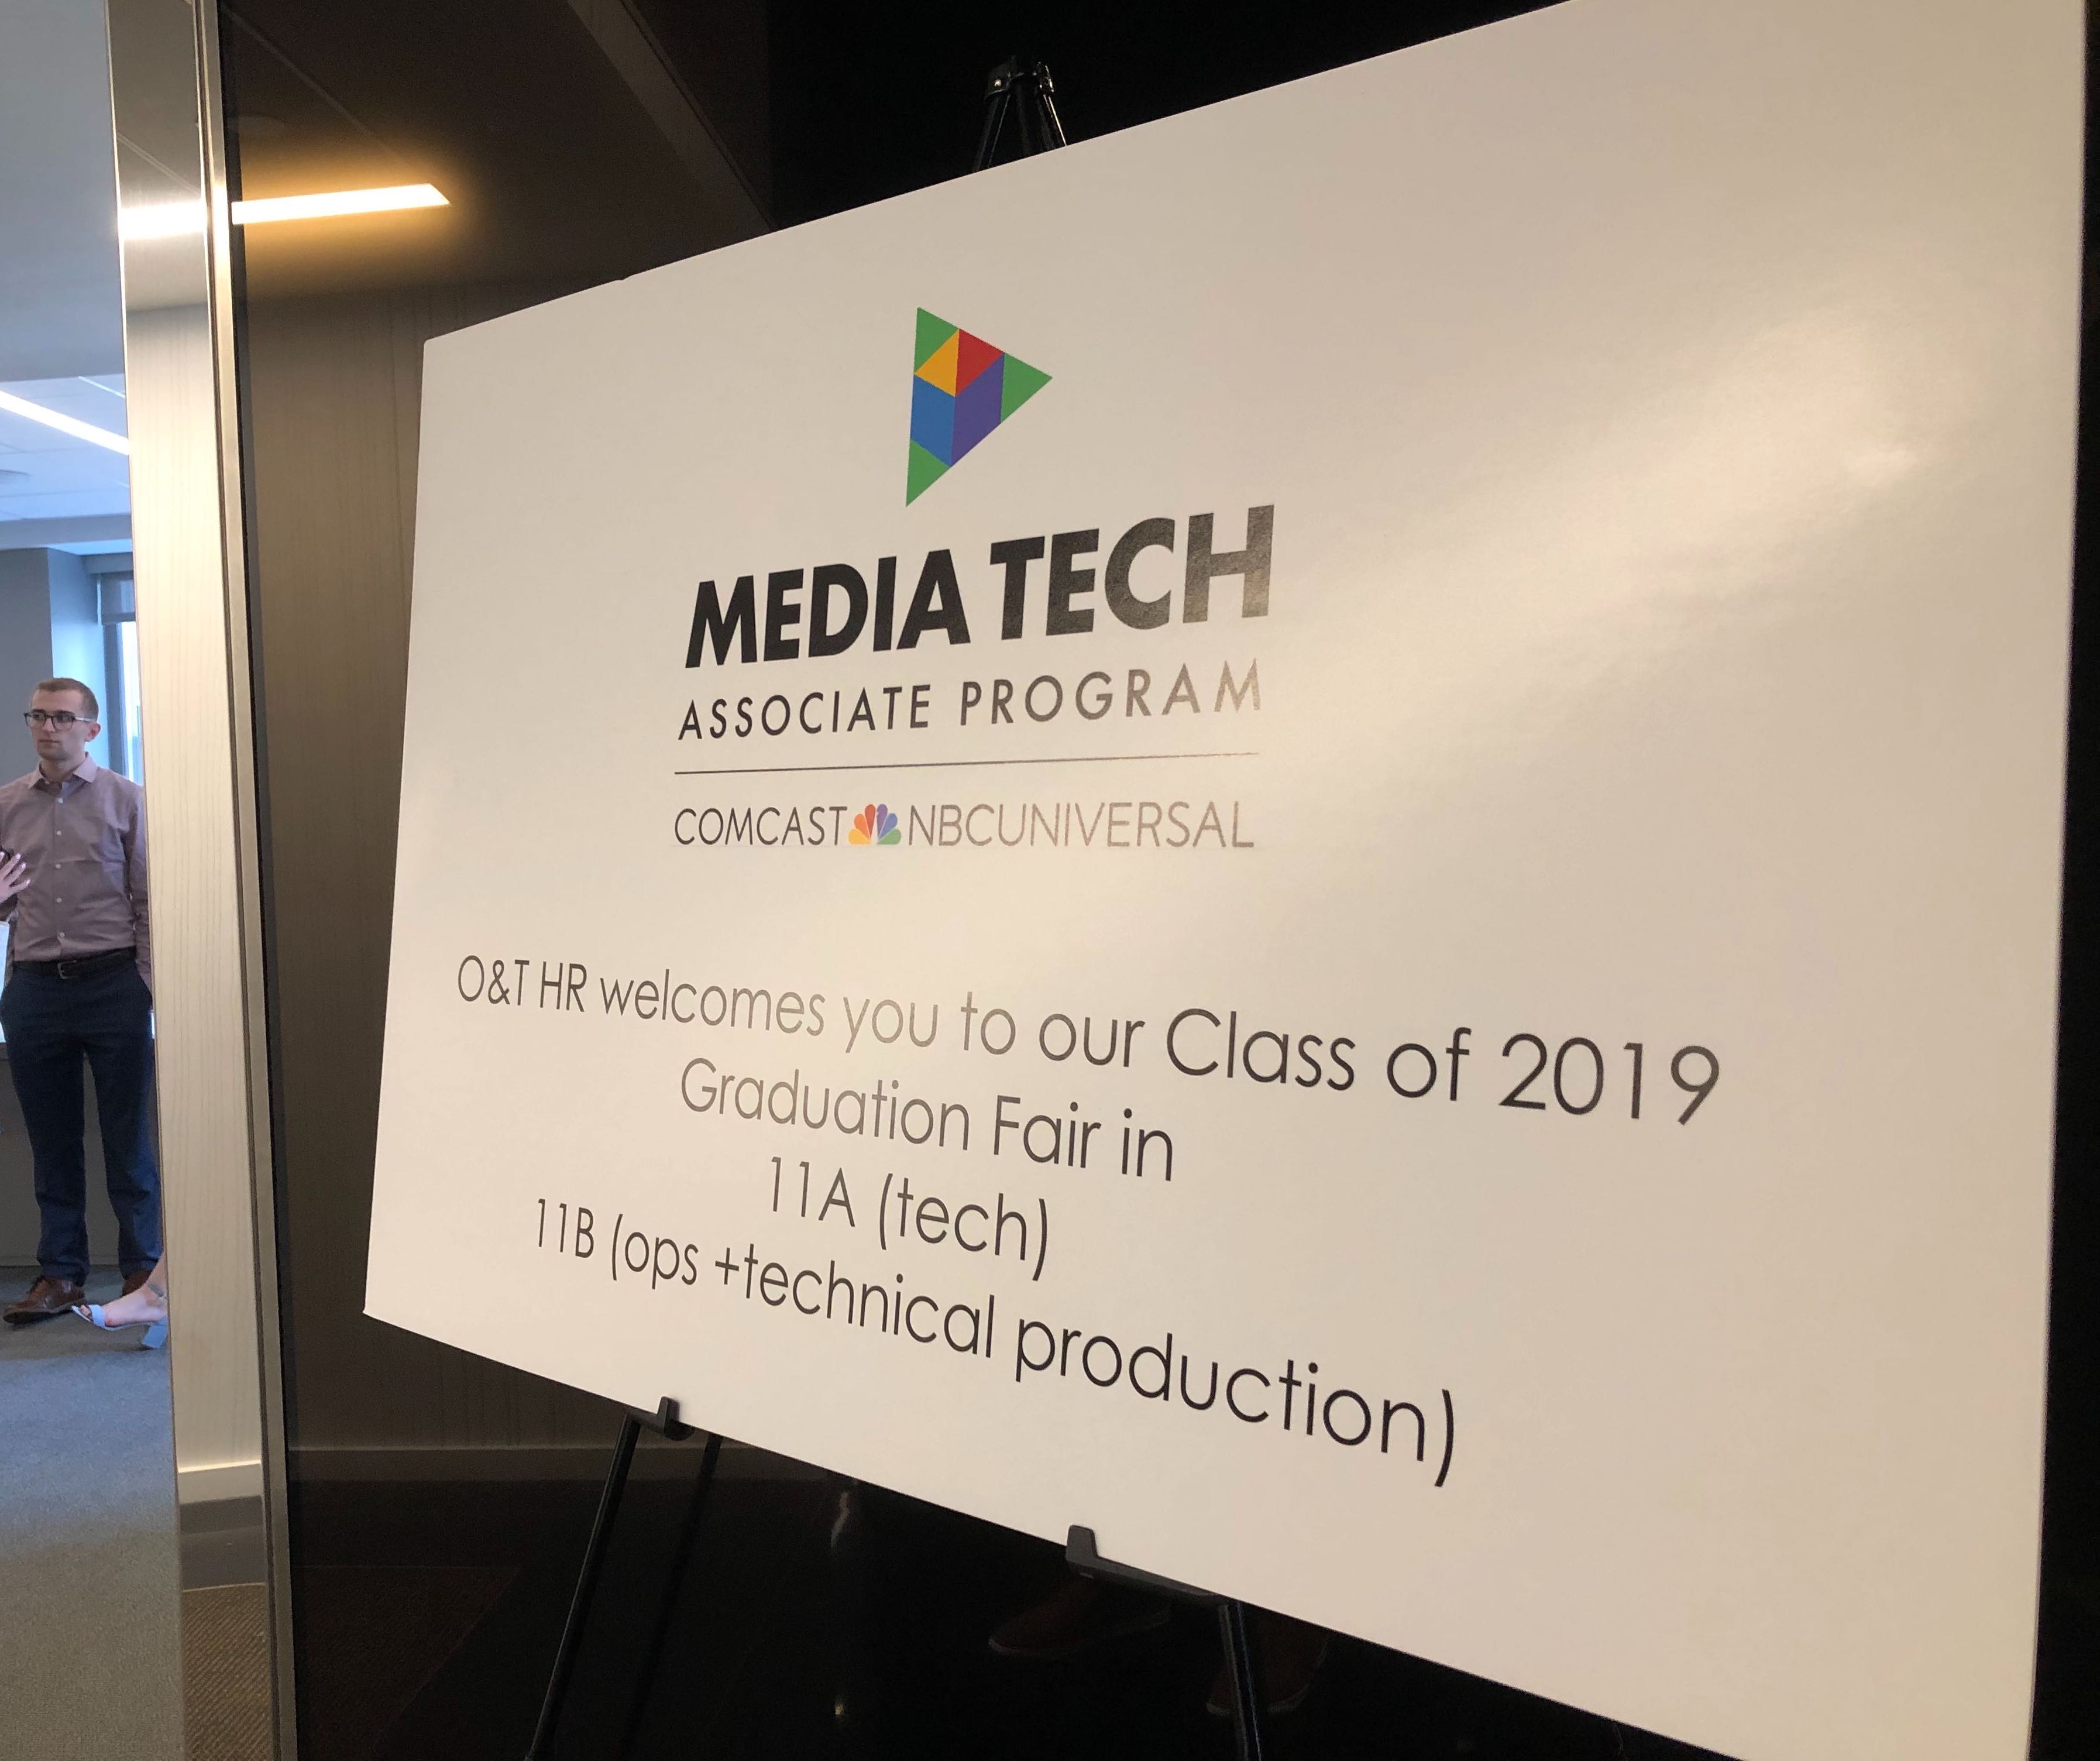 MEDIA TECH
ASSOCIATE PROGRAM
COMCAST NBCUNIVERSAL
O&T HR welcomes you to our Class of 2019
Graduation Fair in
11A (tech)
11B (ops +technical production)